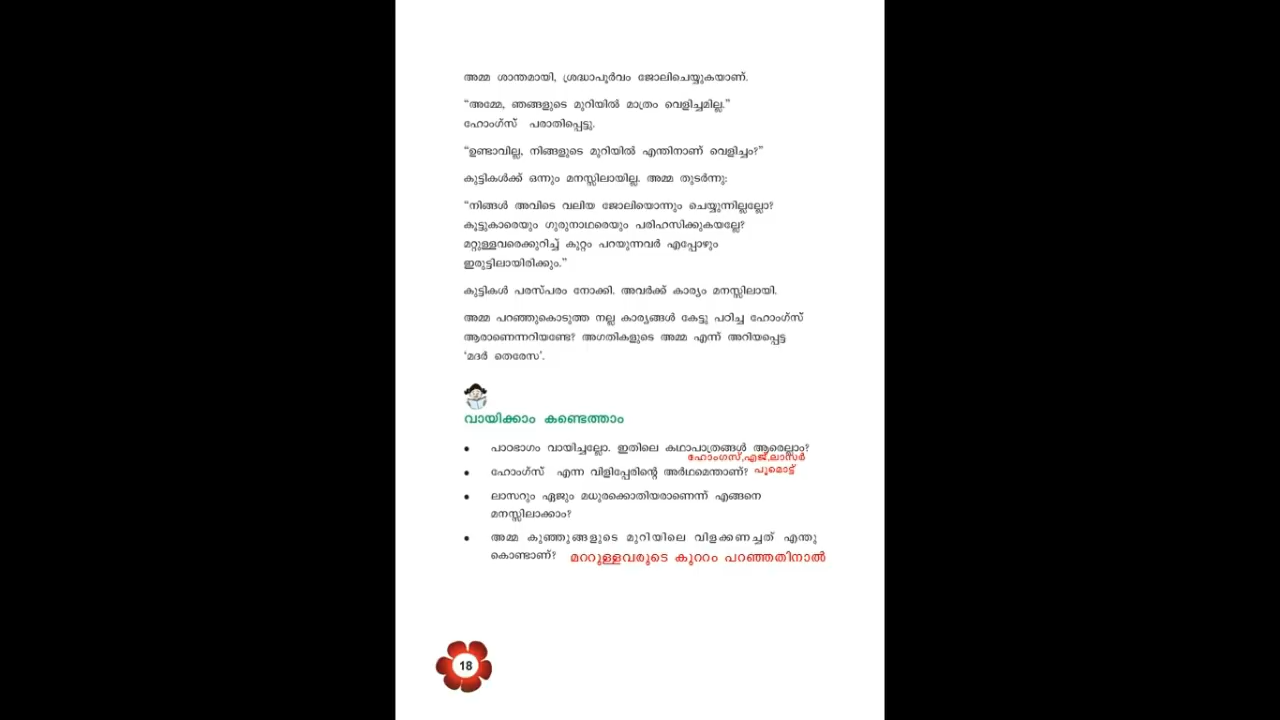 അമ്മ ശാന്തമായി, ശ്രദ്ധാപൂർവം ജോലിചെയ്യുകയാണ്.
“അമ്മേ, ഞങ്ങളുടെ മുറിയിൽ മാത്രം വെളിച്ചമില്ല.”
ഹോംഗ്സ് പരാതിപ്പെട്ടു.
“ഉണ്ടാവില്ല, നിങ്ങളുടെ മുറിയിൽ എന്തിനാണ് വെളിച്ചം?”
കുട്ടികൾക്ക് ഒന്നും മനസ്സിലായില്ല. അമ്മ തുടർന്നു:
“നിങ്ങൾ അവിടെ വലിയ ജോലിയൊന്നും ചെയ്യുന്നില്ലല്ലോ?
കൂട്ടുകാരെയും ഗുരുനാഥരെയും പരിഹസിക്കുകയല്ലേ?
മറ്റുള്ളവരെക്കുറിച്ച് കുറ്റം പറയുന്നവർ എപ്പോഴും
ഇരുട്ടിലായിരിക്കും.”
കുട്ടികൾ പരസ്പരം നോക്കി. അവർക്ക് കാര്യം മനസ്സിലായി.
അമ്മ പറഞ്ഞുകൊടുത്ത നല്ല കാര്യങ്ങൾ കേട്ടു പഠിച്ച ഹോംഗ്സ്
ആരാണെന്നറിയണ്ടേ? അഗതികളുടെ അമ്മ എന്ന് അറിയപ്പെട്ട
‘മദർ തെരേസ’.
വായിക്കാം കണ്ടെത്താം
• പാഠഭാഗം വായിച്ചല്ലോ. ഇതിലെ കഥാപാത്രങ്ങൾ ആരെല്ലാം?
ഹോംഗസ്,എജ്,ലാസർ
• ഹോംഗ്സ് എന്ന വിളിപ്പേരിന്റെ അർഥമെന്താണ്? പൂമൊട്ട്
• ലാസറും ഏജും മധുരക്കൊതിയരാണെന്ന് എങ്ങനെ
മനസ്സിലാക്കാം?
• അമ്മ കുഞ്ഞുങ്ങളുടെ മുറിയിലെ വിളക്കണച്ചത് എന്തു
കൊണ്ടാണ്? മററുള്ളവരുടെ കുററം പറഞ്ഞതിനാൽ
18